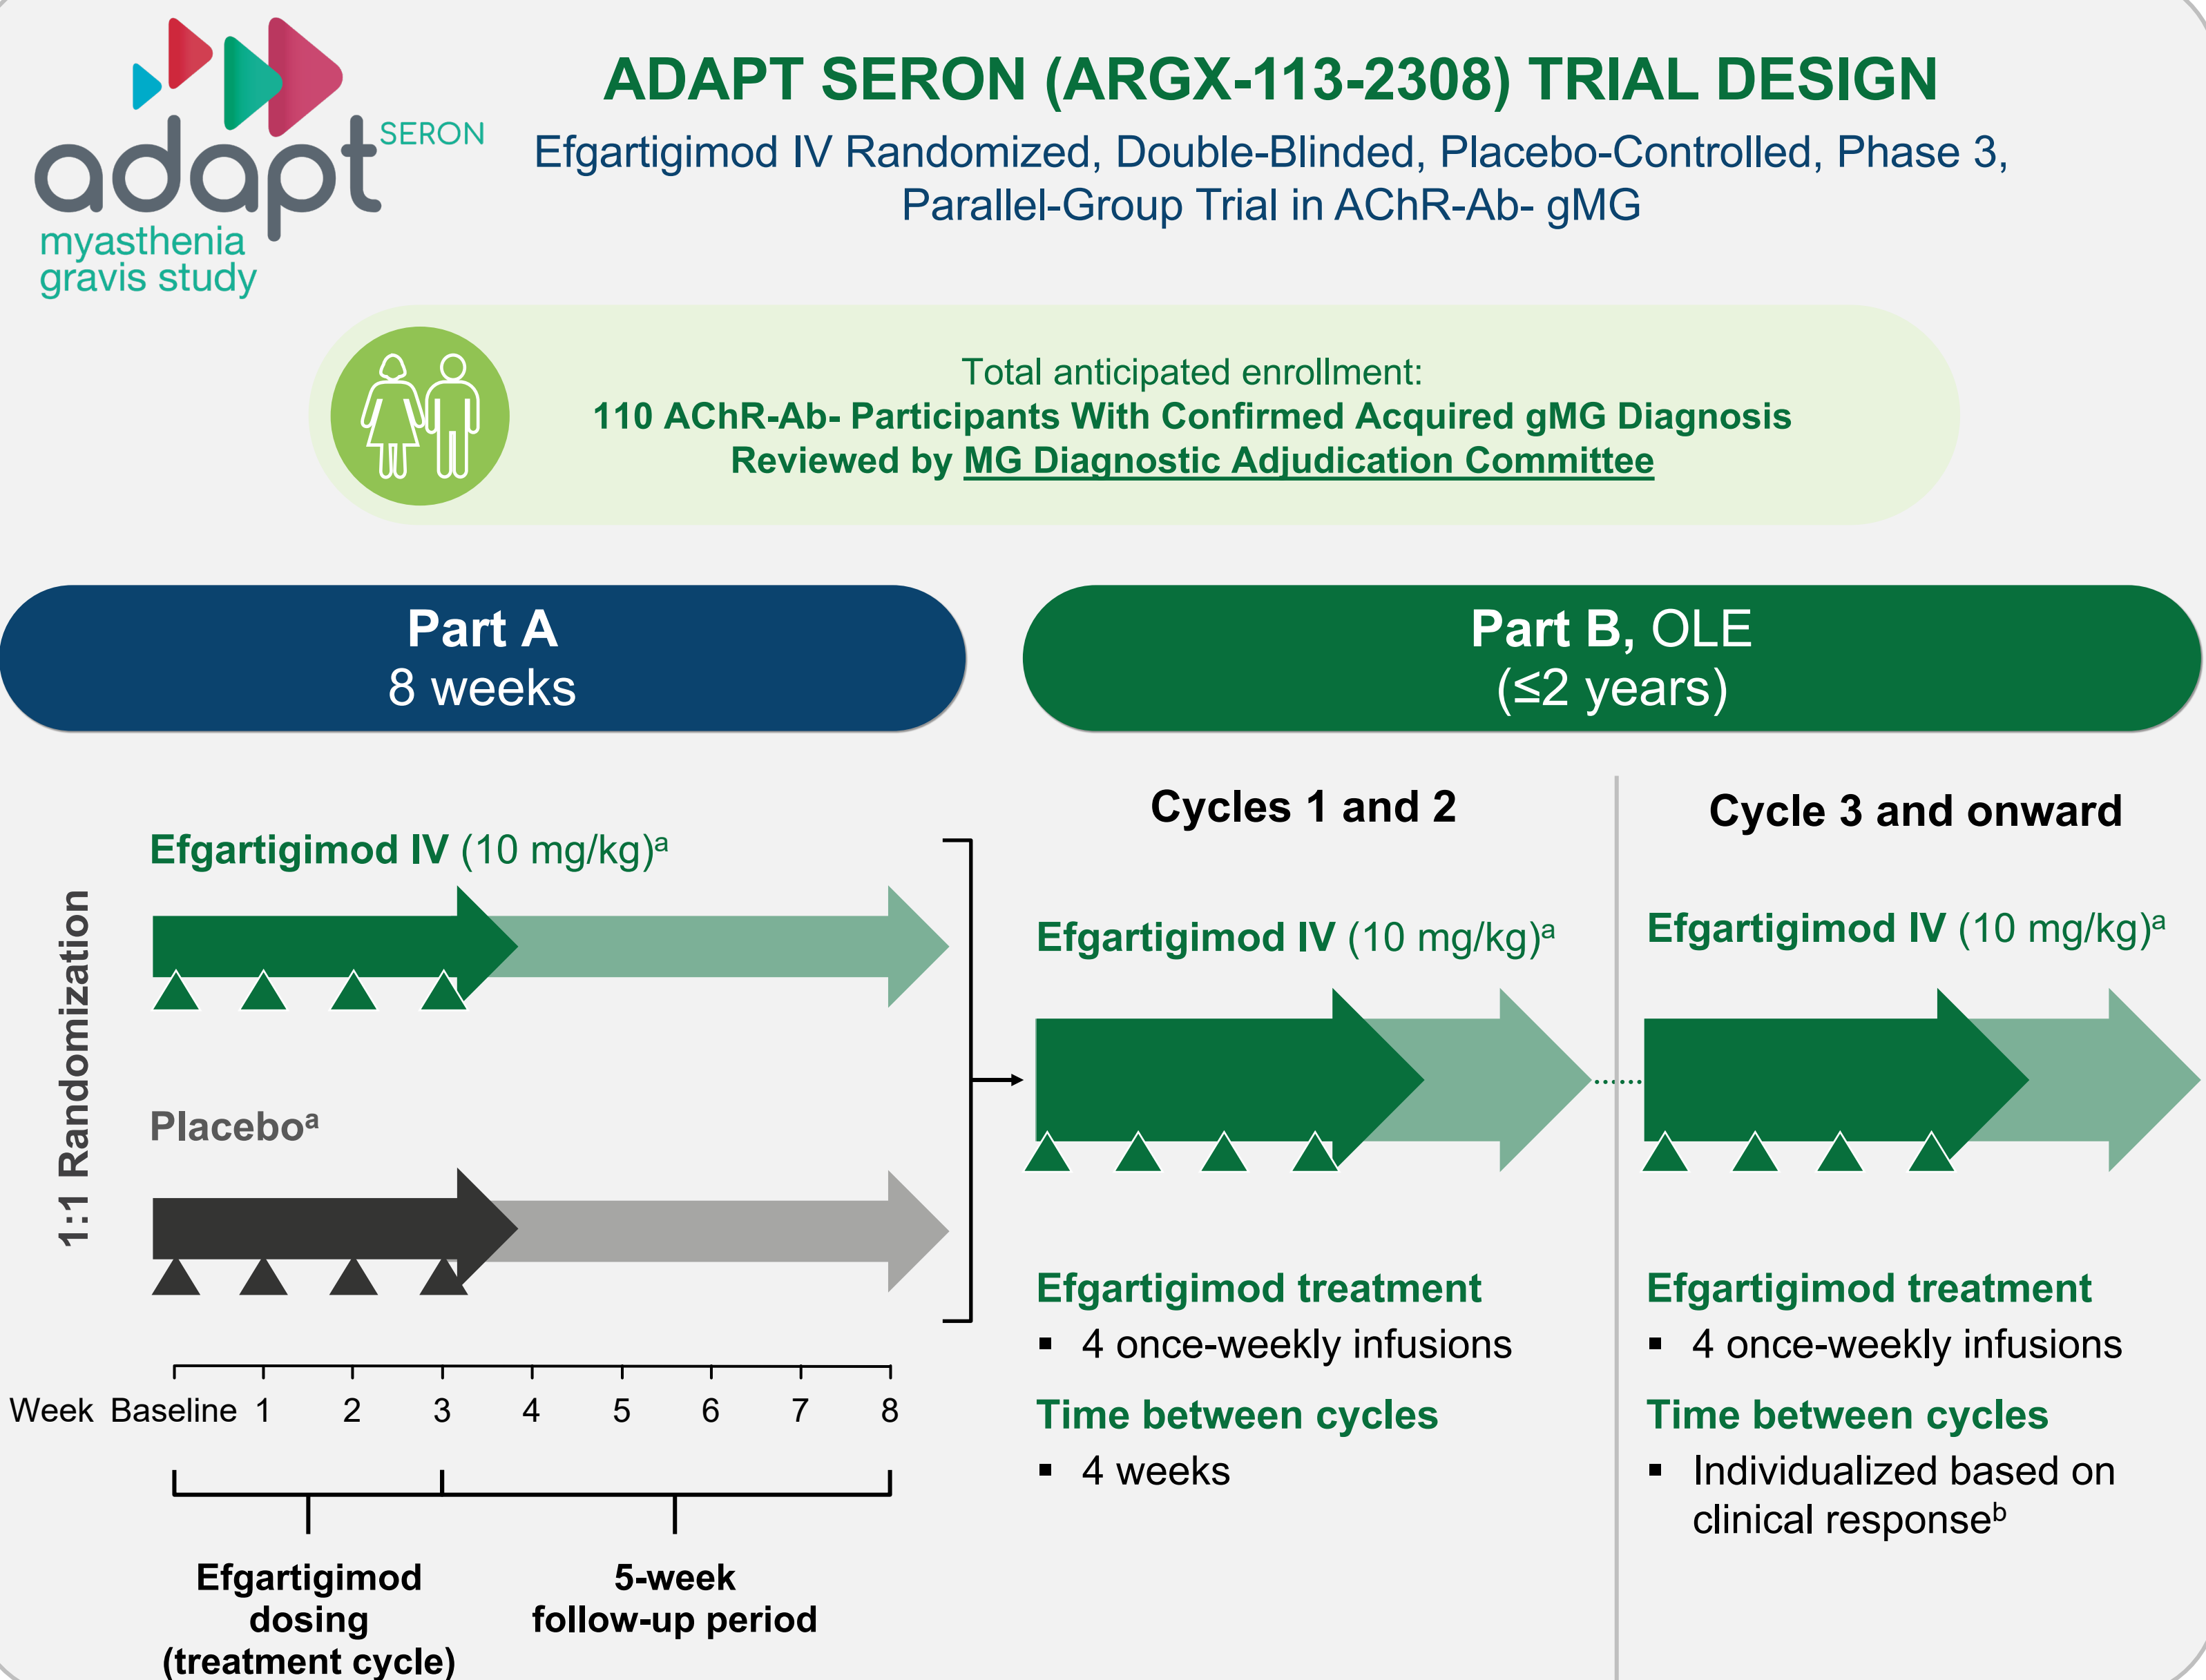 adapt SERON
myasthenia
gravis study
ADAPT SERON (ARGX-113-2308) TRIAL DESIGN
Efgartigimod IV Randomized, Double-Blinded, Placebo-Controlled, Phase 3,
Parallel-Group Trial in AChR-Ab- gMG
Total anticipated enrollment:
110 AChR-Ab- Participants With Confirmed Acquired gMG Diagnosis
Reviewed by MG Diagnostic Adjudication Committee
Part A
8 weeks
1:1 Randomization
Efgartigimod IV (10 mg/kg)ᵃ
Placeboᵃ
Week Baseline 1 2 3 4 5 6 7 8
Efgartigimod
dosing
(treatment cycle)
5-week
follow-up period
Part B, OLE
(≤2 years)
Cycles 1 and 2
Efgartigimod IV (10 mg/kg)ᵃ
Efgartigimod treatment
▪ 4 once-weekly infusions
Time between cycles
▪ 4 weeks
Cycle 3 and onward
Efgartigimod IV (10 mg/kg)ᵃ
Efgartigimod treatment
▪ 4 once-weekly infusions
Time between cycles
▪ Individualized based on
clinical responseᵇ